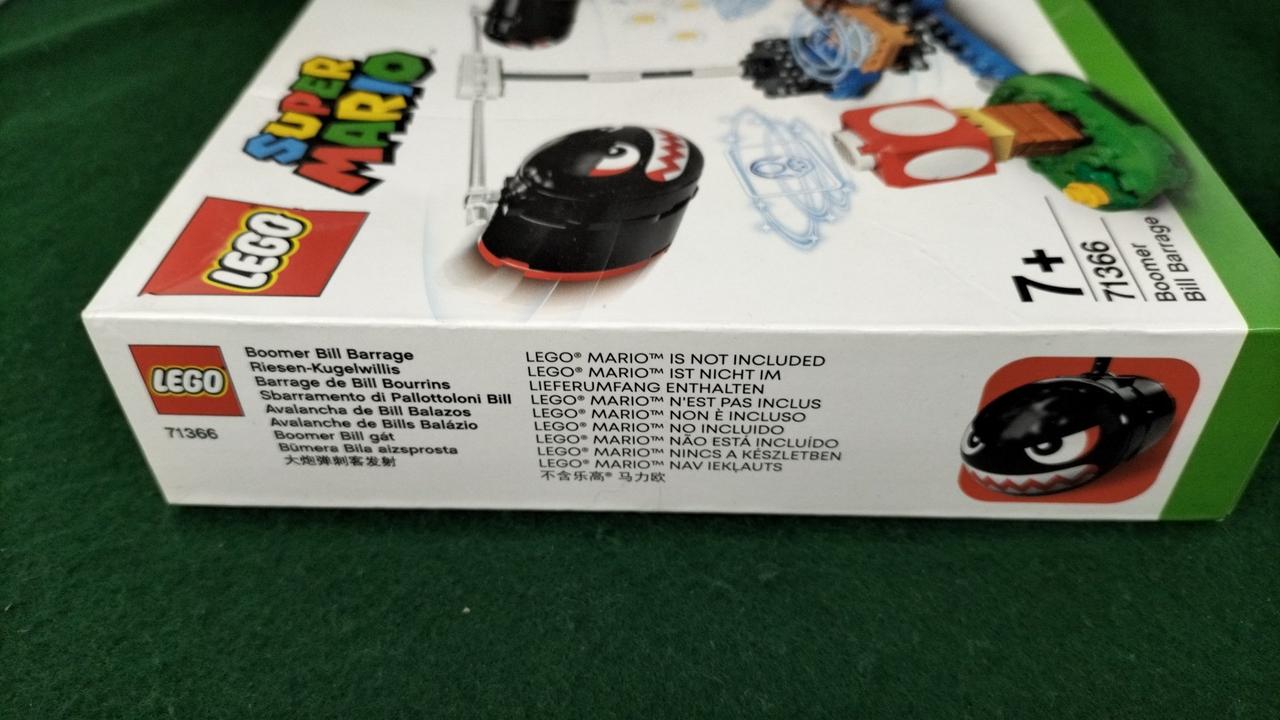 SUPER
MARIO
LEGO
7+
71366
Boomer
Bill Barrage
LEGO
71366
Boomer Bill Barrage
Riesen-Kugelwillis
Barrage de Bill Bourrins
Sbarramento di Pallottoloni Bill
Avalancha de Bill Balazos
Avalanche de Bills Balázio
Boomer Bill gát
Būmera Bila aizsprosta
大炮弹刺客发射
LEGO® MARIO™ IS NOT INCLUDED
LEGO® MARIO™ IST NICHT IM
LIEFERUMFANG ENTHALTEN
LEGO® MARIO™ N'EST PAS INCLUS
LEGO® MARIO™ NON È INCLUSO
LEGO® MARIO™ NO INCLUIDO
LEGO® MARIO™ NÃO ESTÁ INCLUÍDO
LEGO® MARIO™ NINCS A KÉSZLETBEN
LEGO® MARIO™ NAV IEKĻAUTS
不含乐高® 马力欧